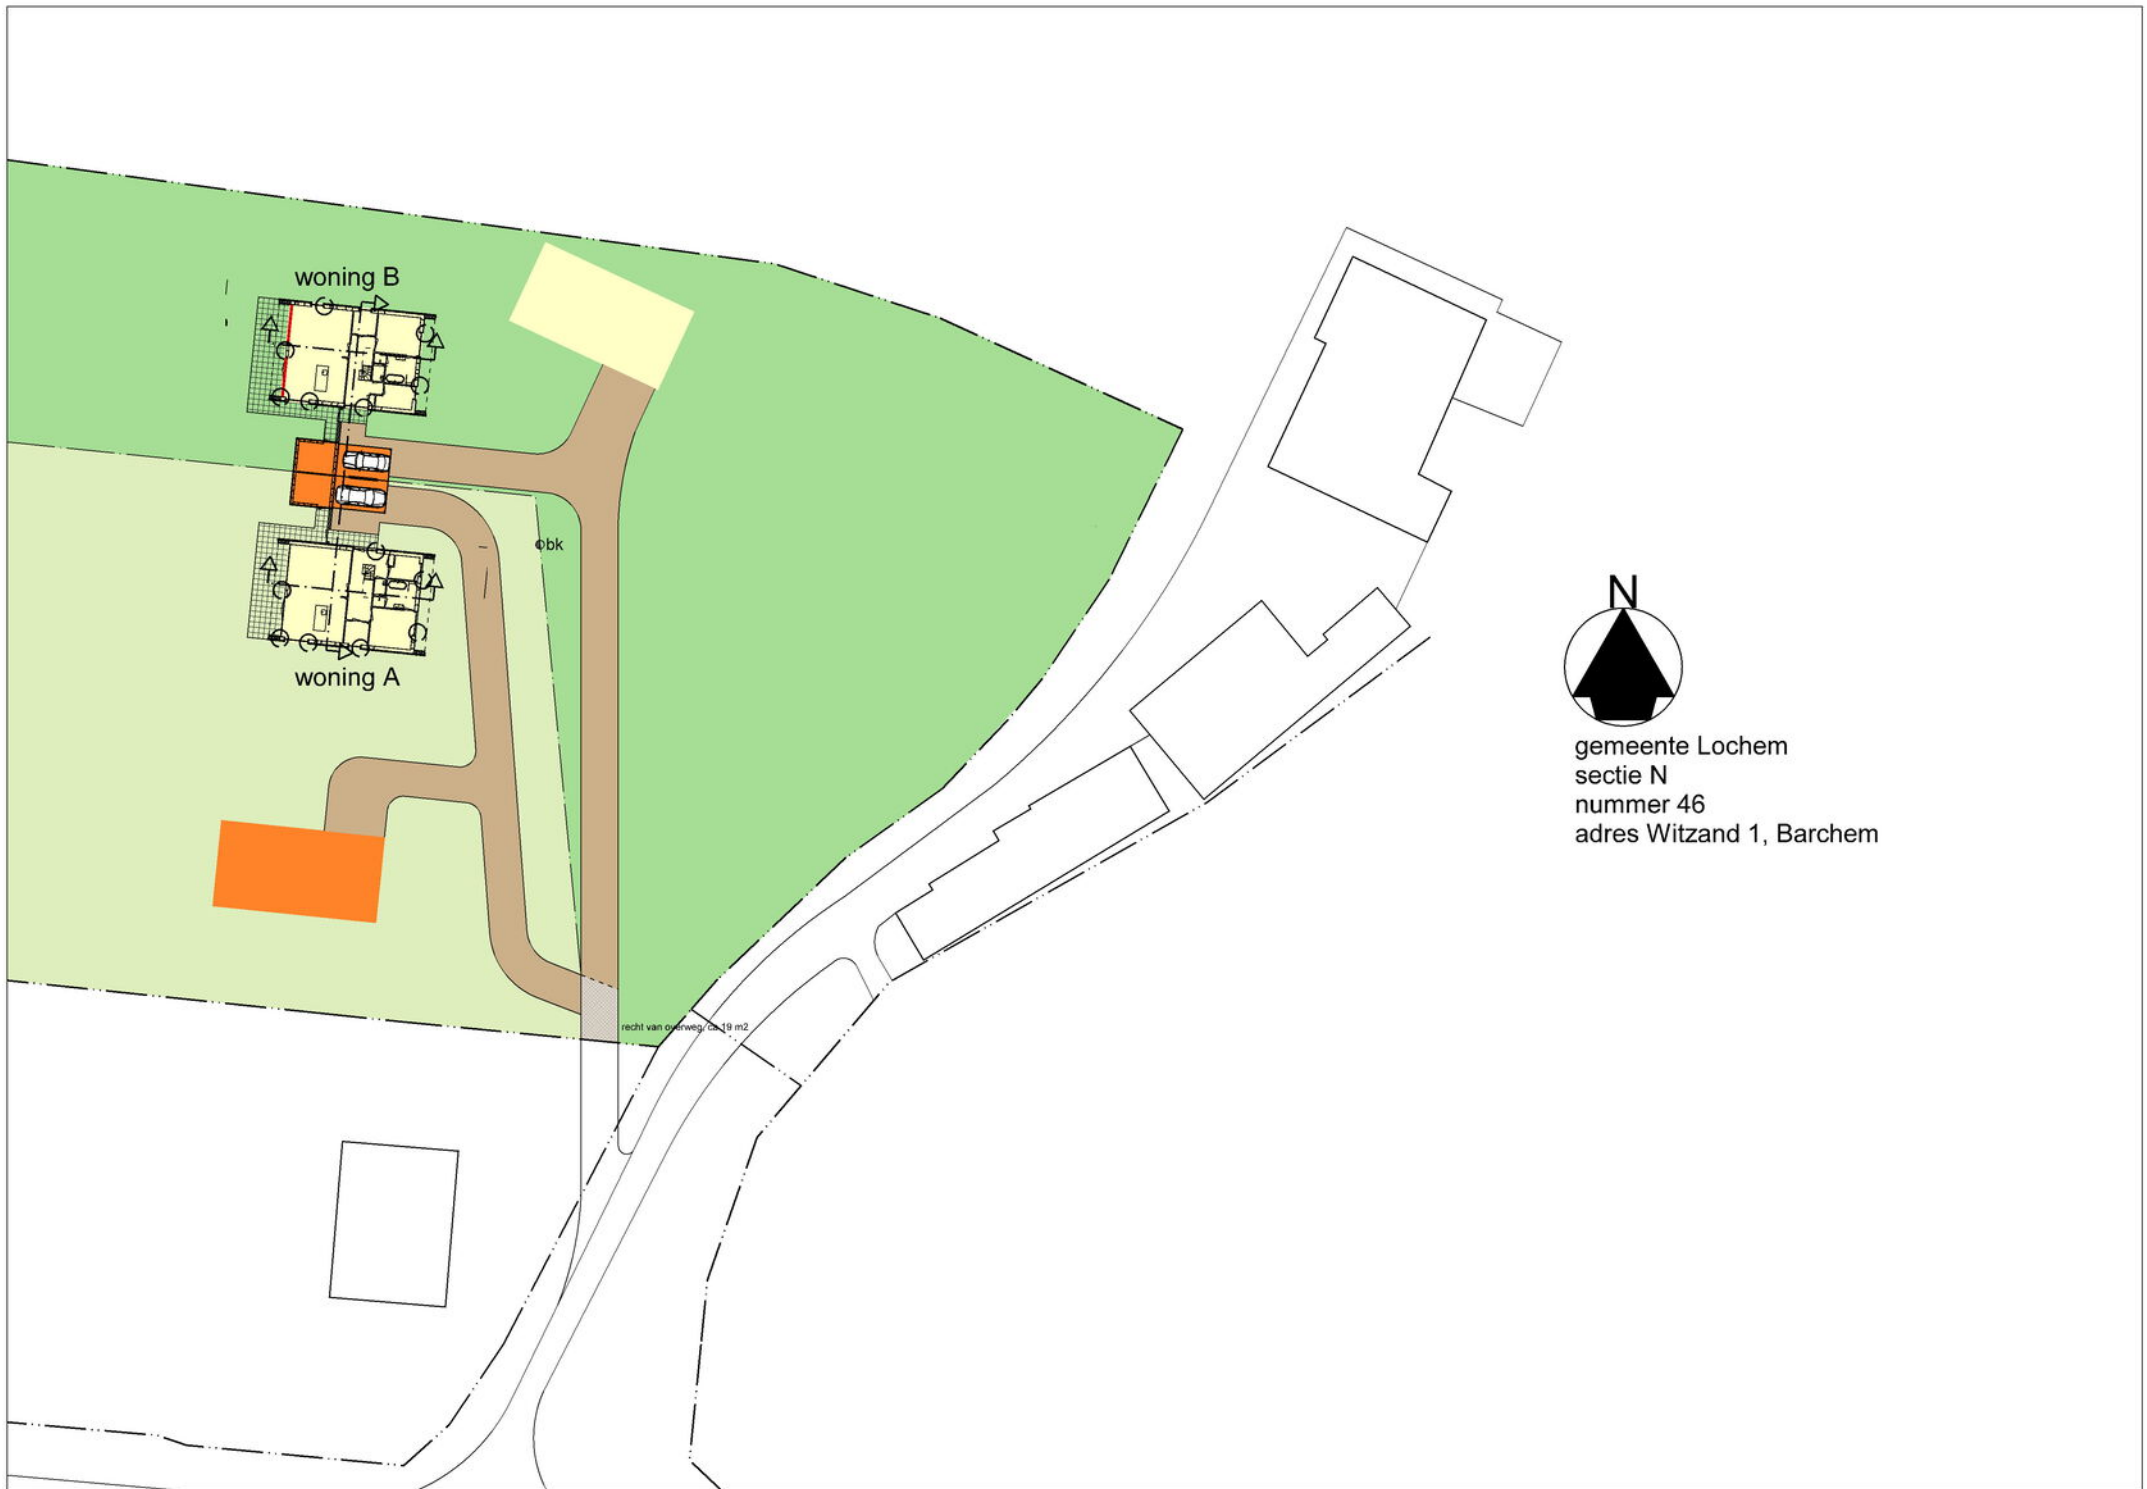 woning B
bk
woning A
N
gemeente Lochem
sectie N
nummer 46
adres Witzand 1, Barchem
recht van overweg, ca 19 m2